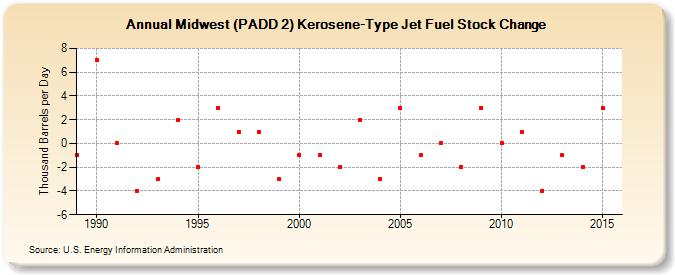 Annual Midwest (PADD 2) Kerosene-Type Jet Fuel Stock Change
Thousand Barrels per Day
8
6
4
2
0
-2
-4
-6
1990 1995 2000 2005 2010 2015
Source: U.S. Energy Information Administration